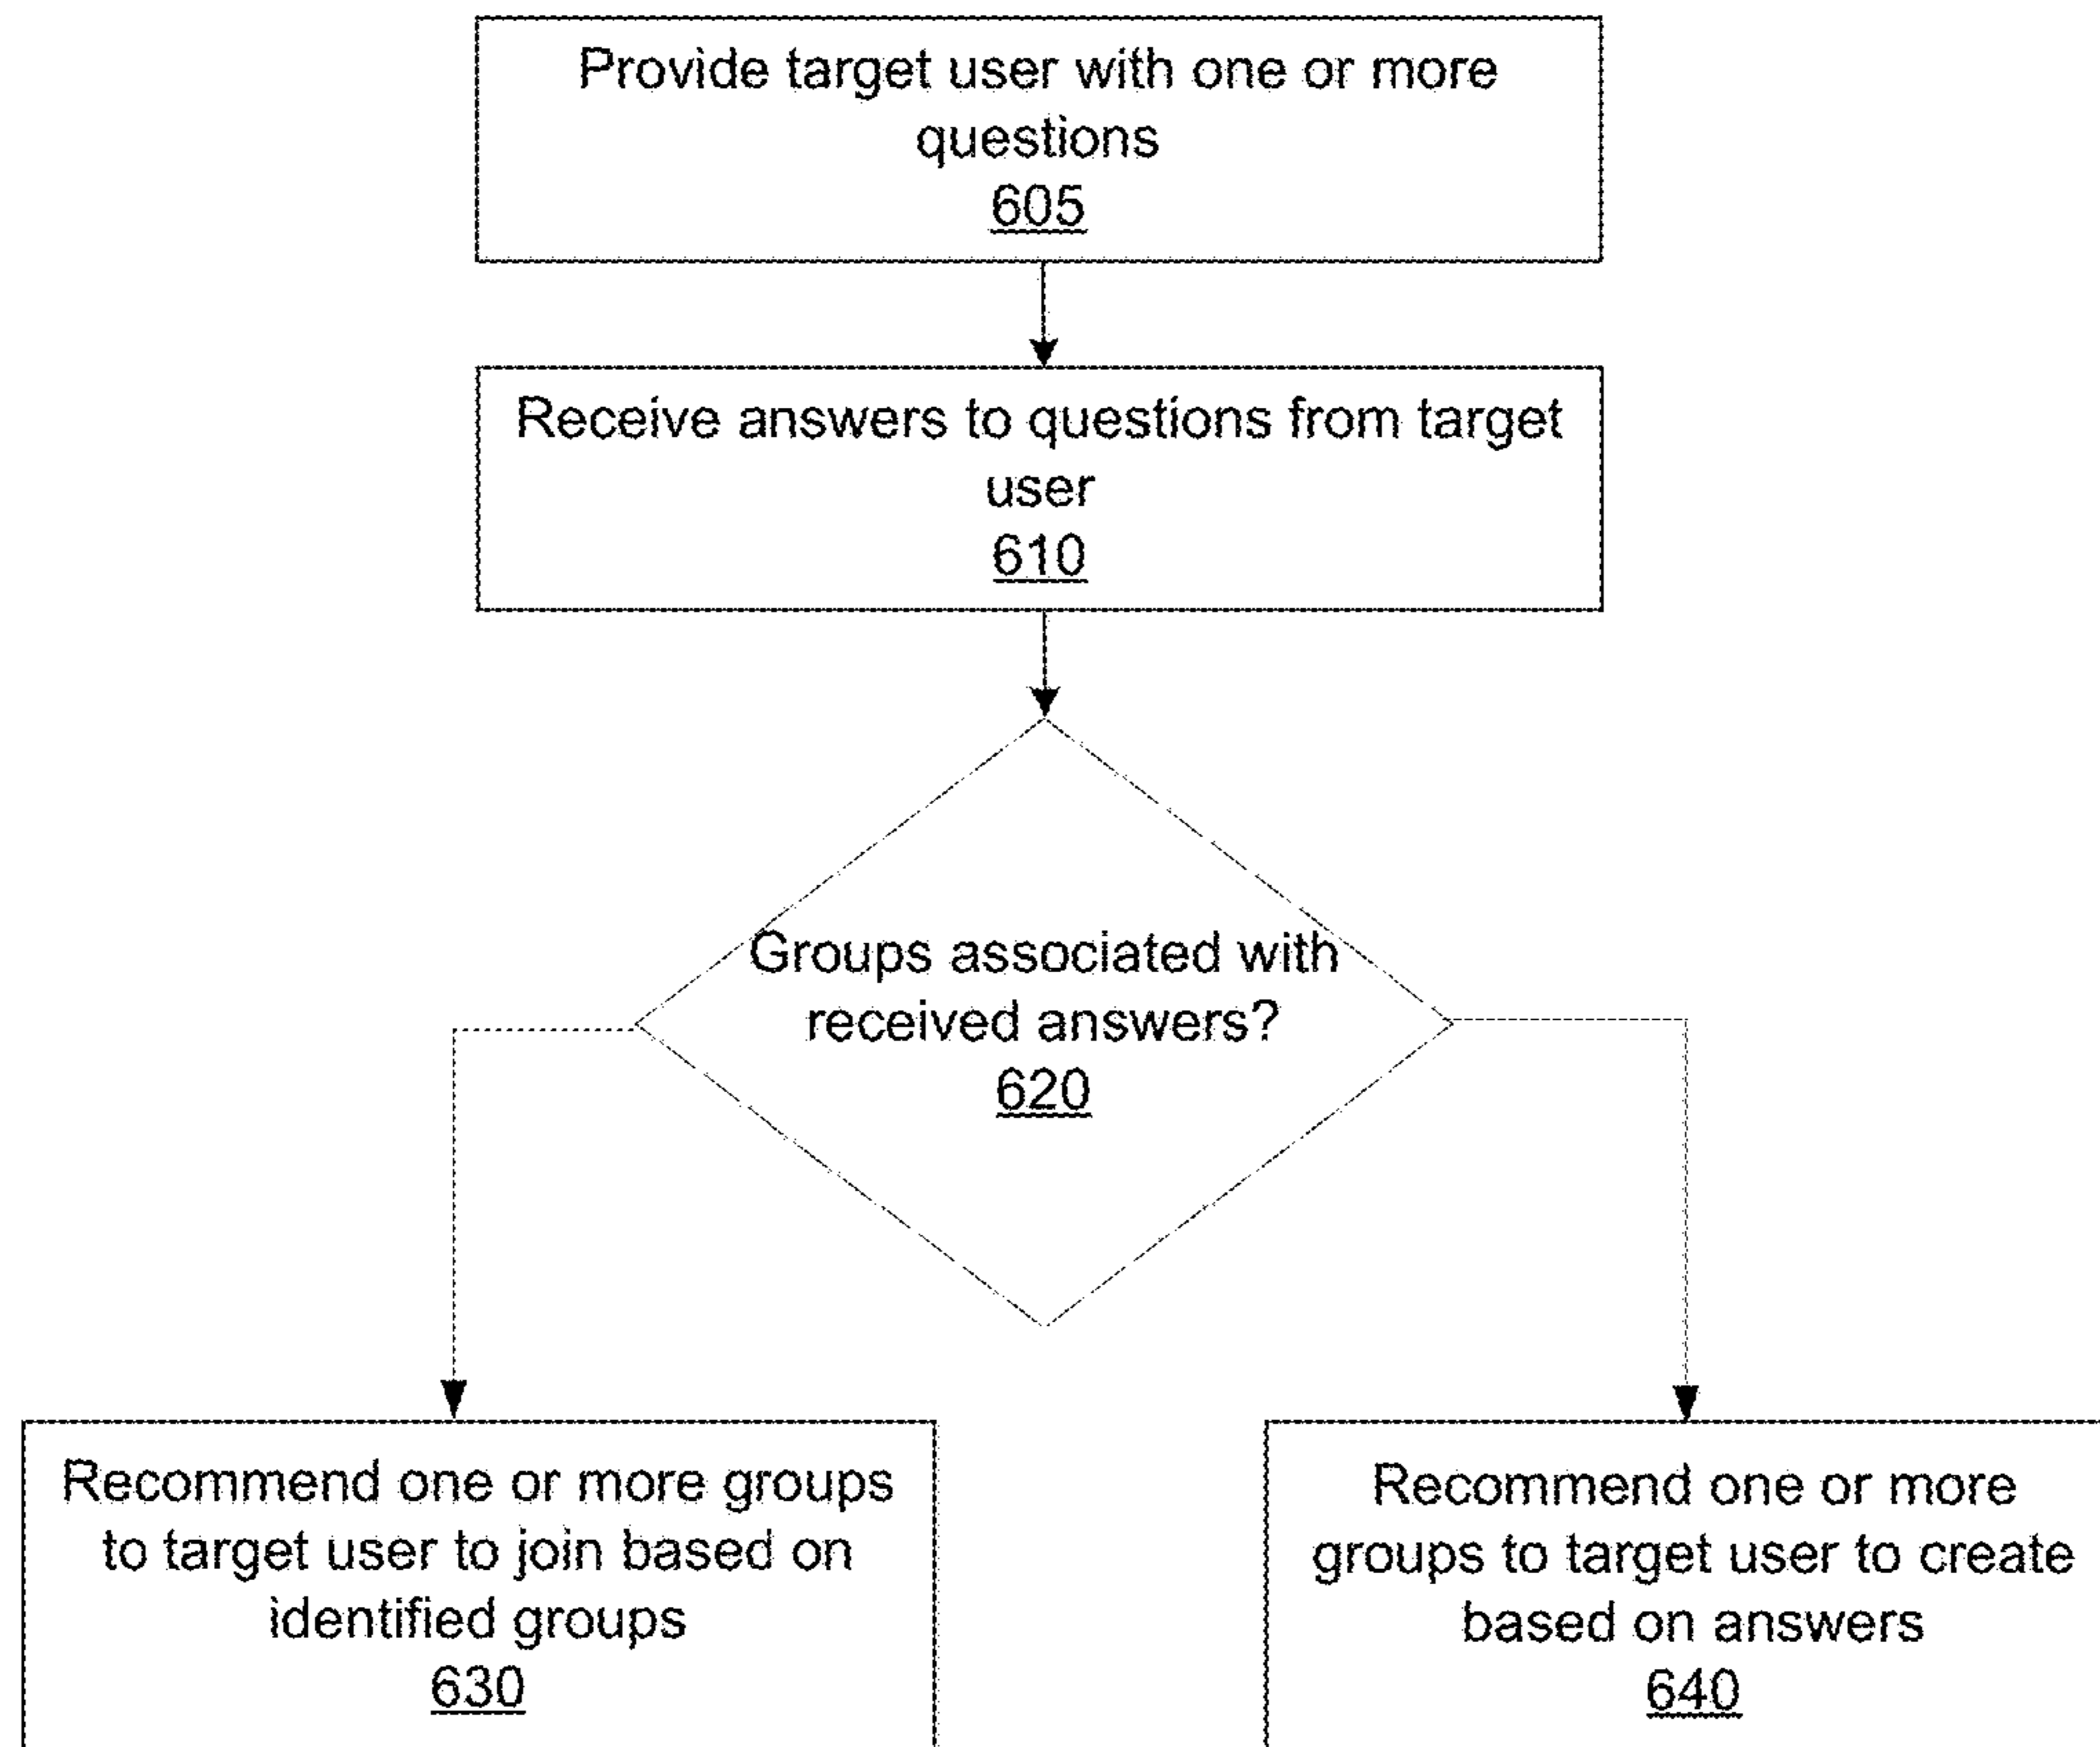 Provide target user with one or more
questions
605
Receive answers to questions from target
user
610
Groups associated with
received answers?
620
Recommend one or more groups
to target user to join based on
identified groups
630
Recommend one or more
groups to target user to create
based on answers
640